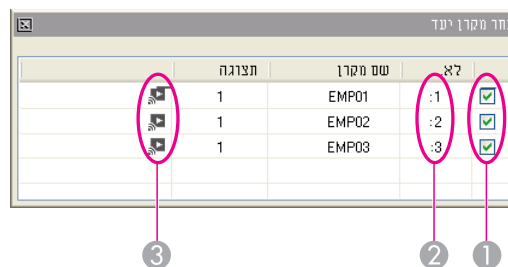 בחר מקרן יעד
לא. שם מקרן תצוגה
1: EMP01 1
2: EMP02 1
3: EMP03 1
1 2 3